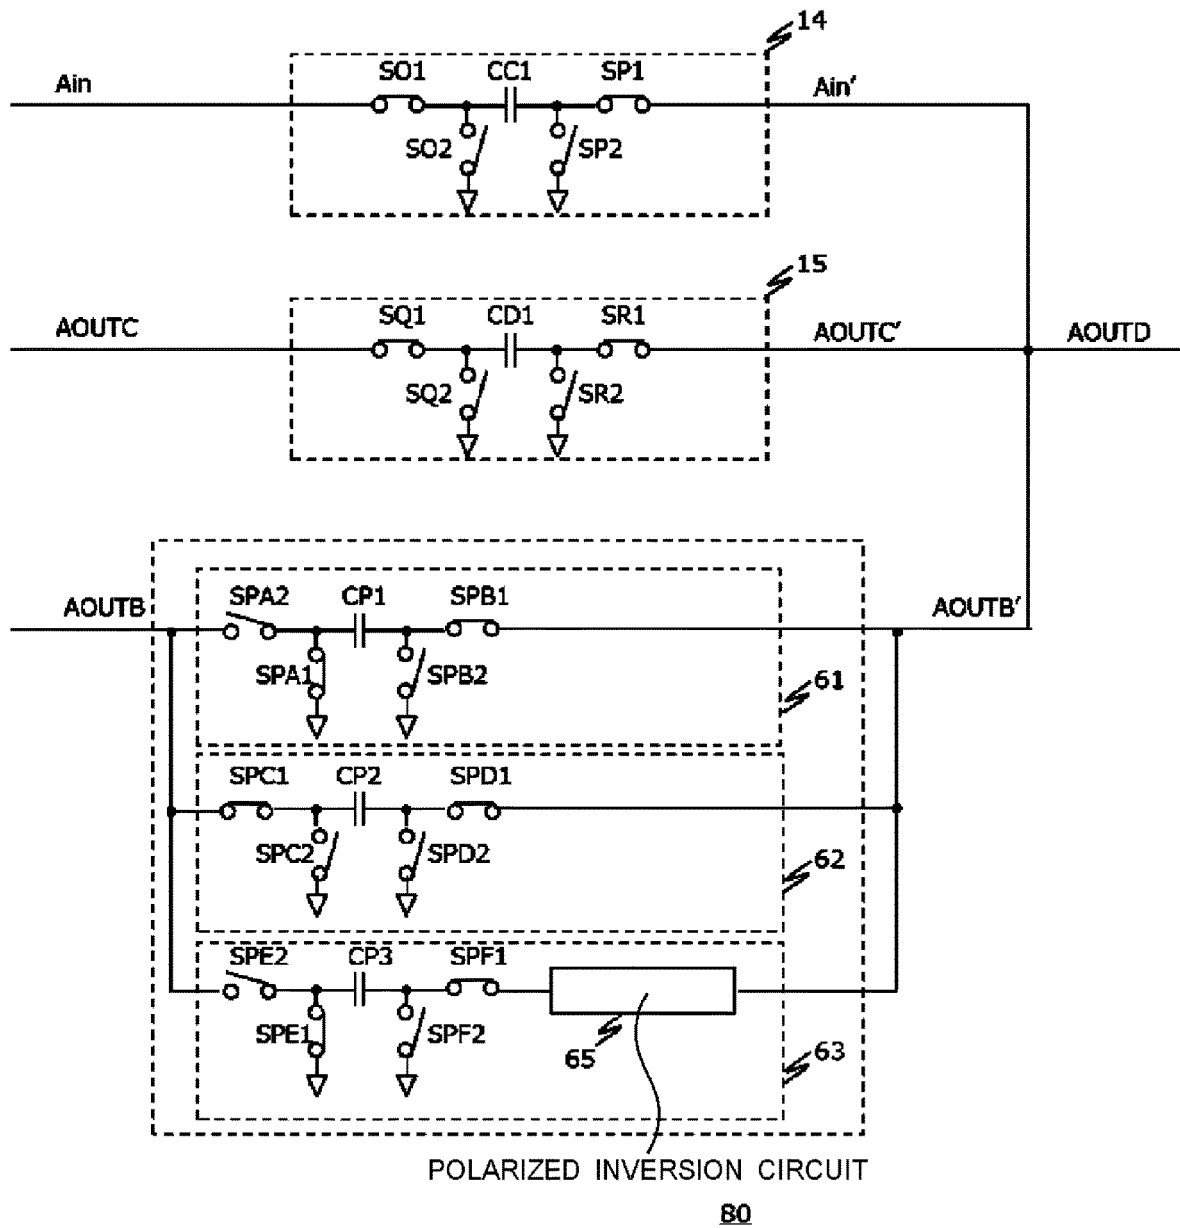 14
Ain
SO1
CC1
SP1
Ain′
SO2
SP2
15
AOUTC
SQ1
CD1
SR1
AOUTC′
AOUTD
SQ2
SR2
AOUTB
SPA2
CP1
SPB1
AOUTB′
SPA1
SPB2
61
SPC1
CP2
SPD1
SPC2
SPD2
62
SPE2
CP3
SPF1
SPE1
SPF2
65
63
POLARIZED INVERSION CIRCUIT
80